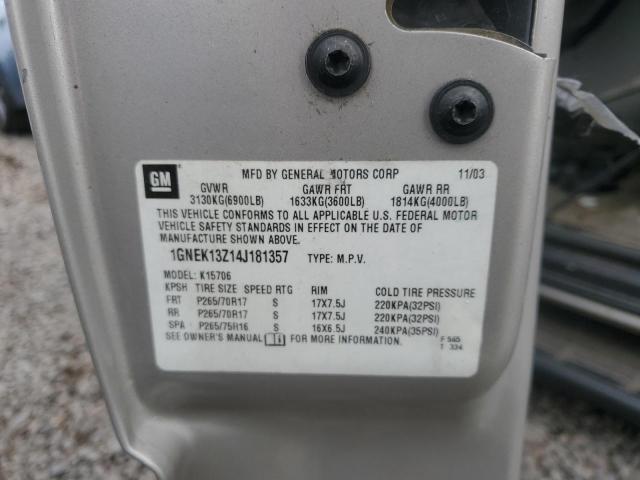 GM
MFD BY GENERAL MOTORS CORP 11/03
GVWR GAWR FRT GAWR RR
3130KG(6900LB) 1633KG(3600LB) 1814KG(4000LB)
THIS VEHICLE CONFORMS TO ALL APPLICABLE U.S. FEDERAL MOTOR
VEHICLE SAFETY STANDARDS IN EFFECT ON THE DATE OF
MANUFACTURE SHOWN ABOVE.
1GNEK13Z14J181357 TYPE: M.P.V.
MODEL: K15706
KPSH TIRE SIZE SPEED RTG RIM COLD TIRE PRESSURE
FRT P265/70R17 S 17X7.5J 220KPA(32PSI)
RR P265/70R17 S 17X7.5J 220KPA(32PSI)
SPA P265/75R16 S 16X6.5J 240KPA(35PSI)
SEE OWNER'S MANUAL FOR MORE INFORMATION. F 565
T 334